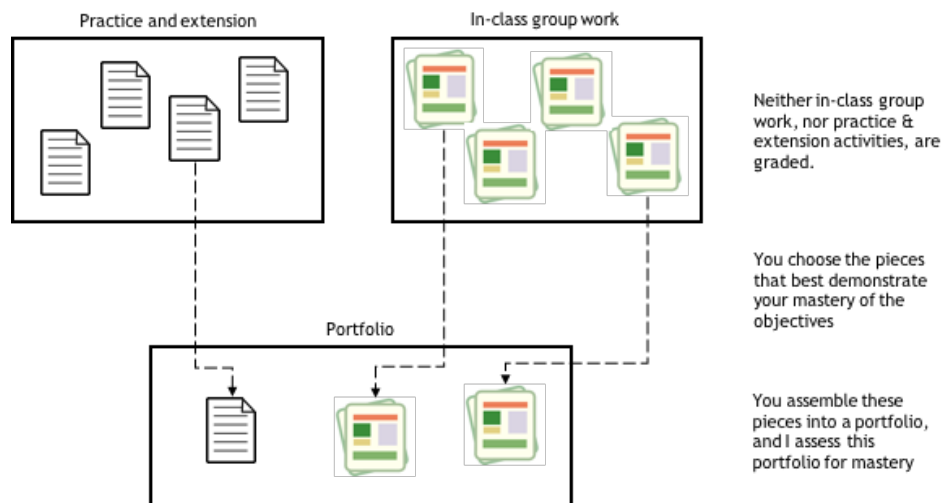 Practice and extension
In-class group work
Neither in-class group
work, nor practice &
extension activities, are
graded.
You choose the pieces
that best demonstrate
your mastery of the
objectives
Portfolio
You assemble these
pieces into a portfolio,
and I assess this
portfolio for mastery